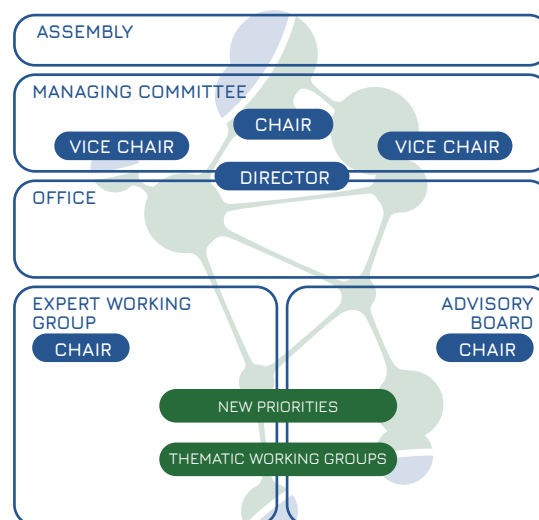 ASSEMBLY
MANAGING COMMITTEE
CHAIR
VICE CHAIR
VICE CHAIR
DIRECTOR
OFFICE
EXPERT WORKING
GROUP
CHAIR
ADVISORY
BOARD
CHAIR
NEW PRIORITIES
THEMATIC WORKING GROUPS